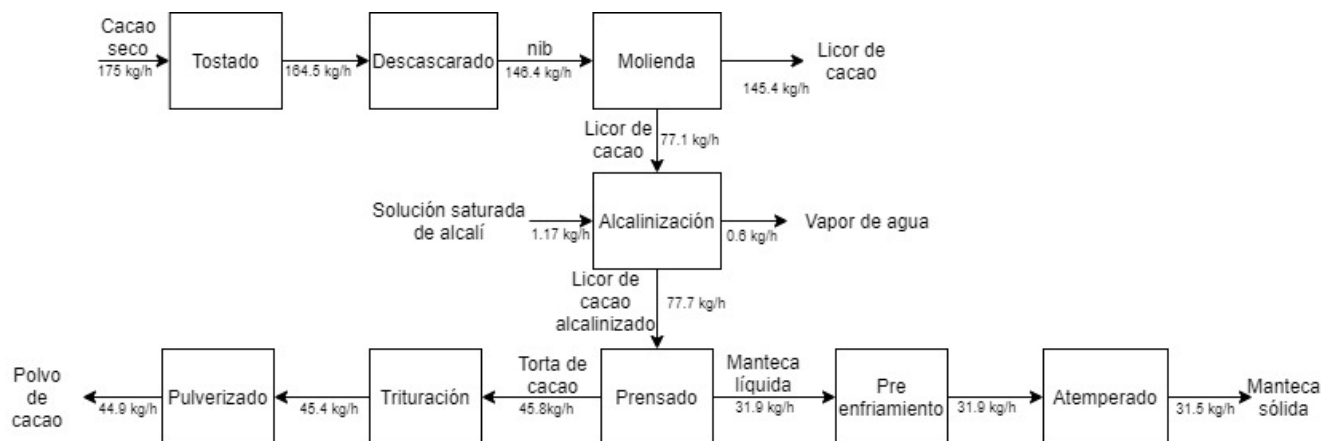 Cacao
seco
175 kg/h
Tostado
164.5 kg/h
Descascarado
nib
146.4 kg/h
Molienda
145.4 kg/h
Licor de
cacao
Licor de
cacao
77.1 kg/h
Solución saturada
de alcalí
1.17 kg/h
Alcalinización
0.6 kg/h
Vapor de agua
Licor de
cacao
alcalinizado
77.7 kg/h
Polvo
de
cacao
44.9 kg/h
Pulverizado
45.4 kg/h
Trituración
Torta de
cacao
45.8kg/h
Prensado
Manteca
líquida
31.9 kg/h
Pre
enfriamiento
31.9 kg/h
Atemperado
31.5 kg/h
Manteca
sólida